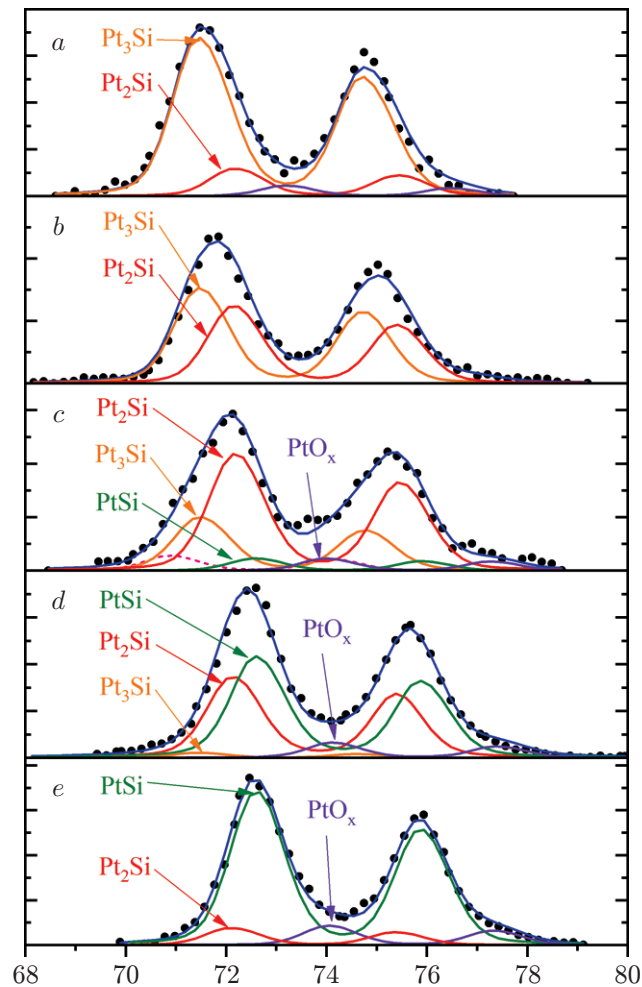 a
Pt₃Si
Pt₂Si
b
Pt₃Si
Pt₂Si
c
Pt₂Si
Pt₃Si
PtSi
PtOₓ
d
PtSi
Pt₂Si
Pt₃Si
PtOₓ
e
PtSi
Pt₂Si
PtOₓ
68 70 72 74 76 78 80